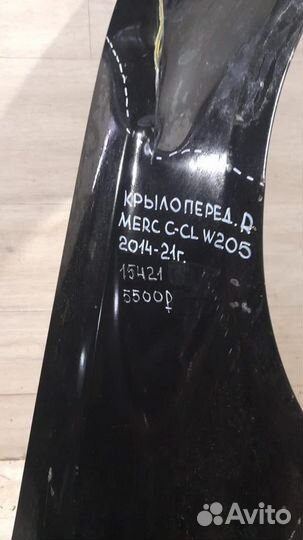 КРЫЛО ПЕРЕД. R
MERC C-CL W205
2014-21г.
15421
5500₽
Avito